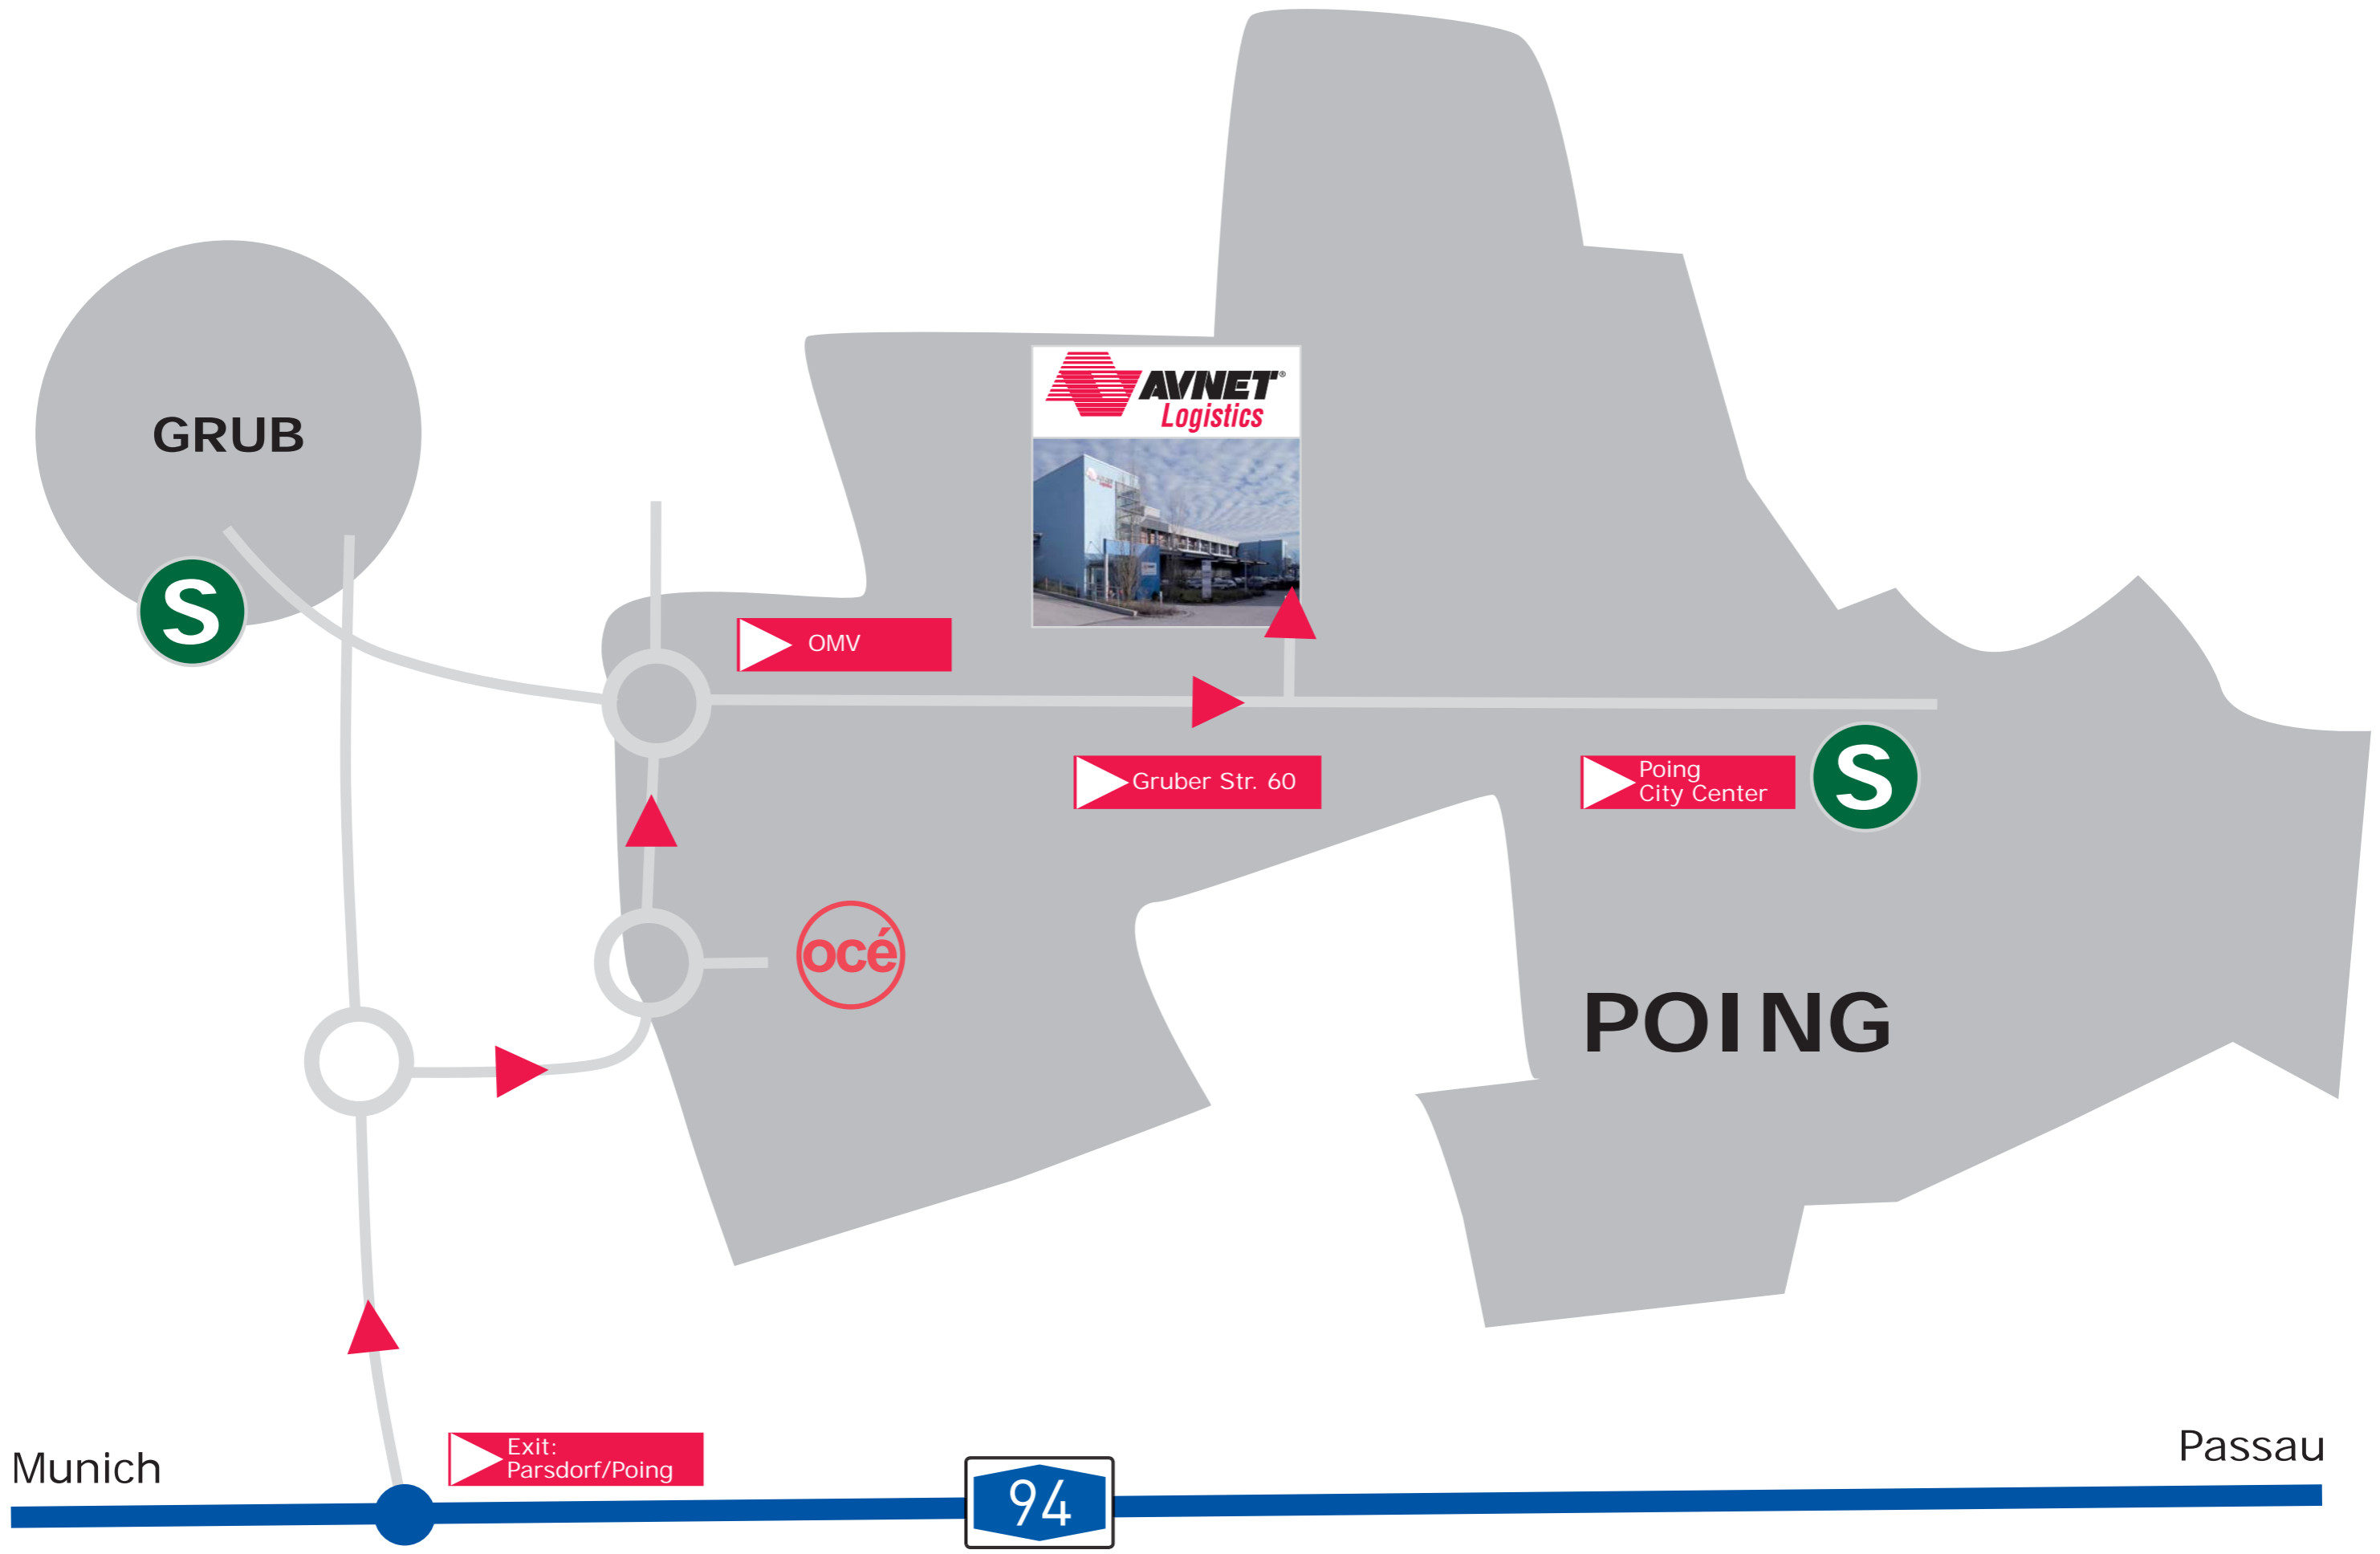 AVNET®
Logistics
GRUB
S
OMV
Gruber Str. 60
Poing
City Center
S
océ
POING
Exit:
Parsdorf/Poing
Munich
Passau
94